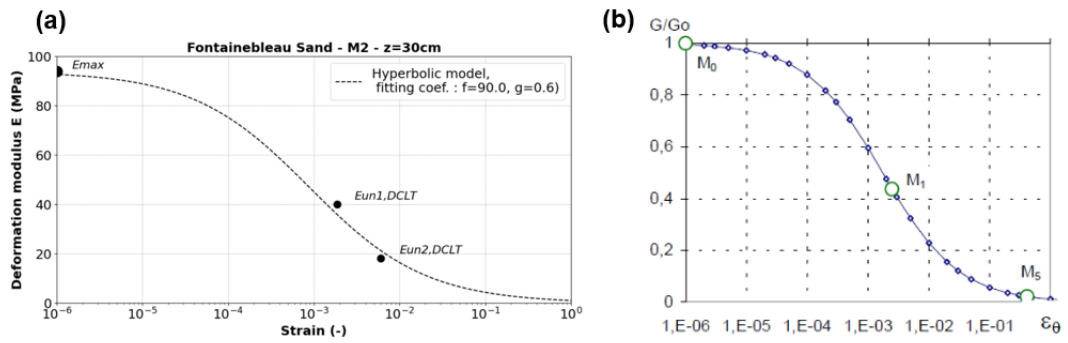 (a)
Fontainebleau Sand - M2 - z=30cm
Deformation modulus E (MPa)
100
80
60
40
20
0
Emax
Hyperbolic model,
fitting coef. : f=90.0, g=0.6)
Eun1,DCLT
Eun2,DCLT
10⁻⁶ 10⁻⁵ 10⁻⁴ 10⁻³ 10⁻² 10⁻¹ 10⁰
Strain (-)
(b)
G/Go
1
0,8
0,6
0,4
0,2
0
M₀
M₁
M₅
1,E-06 1,E-05 1,E-04 1,E-03 1,E-02 1,E-01 εθ